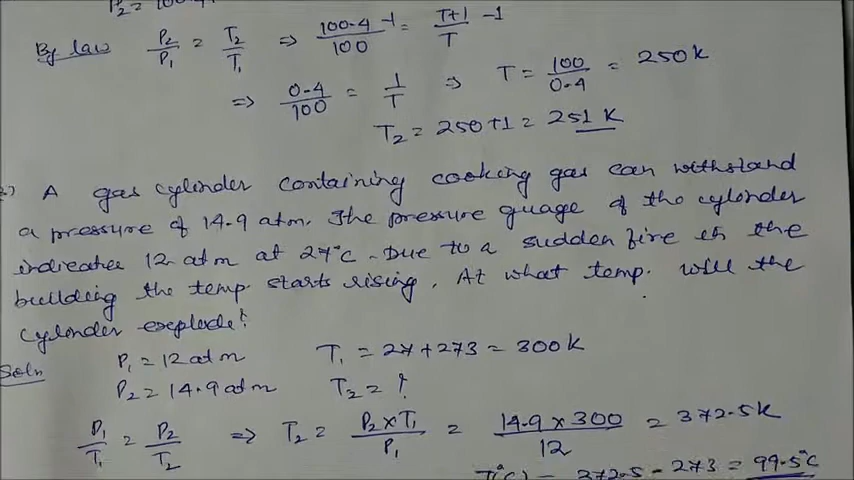 P₂ = 100.4
By law P₂/P₁ = T₂/T₁ ⇒ 100.4/100 -1 = T+1/T -1
⇒ 0.4/100 = 1/T ⇒ T = 100/0.4 = 250K
T₂ = 250+1 = 251 K
A gas cylinder containing cooking gas can withstand
a pressure of 14.9 atm. The pressure guage of the cylinder
indicates 12 atm at 27°C. Due to a sudden fire in the
building the temp. starts rising. At what temp. will the
cylinder explode?
Soln P₁ = 12 atm T₁ = 27+273 = 300K
P₂ = 14.9 atm T₂ = ?
P₁/T₁ = P₂/T₂ ⇒ T₂ = P₂×T₁/P₁ = 14.9×300/12 = 372.5K
T(°C) = 372.5 - 273 = 99.5°C